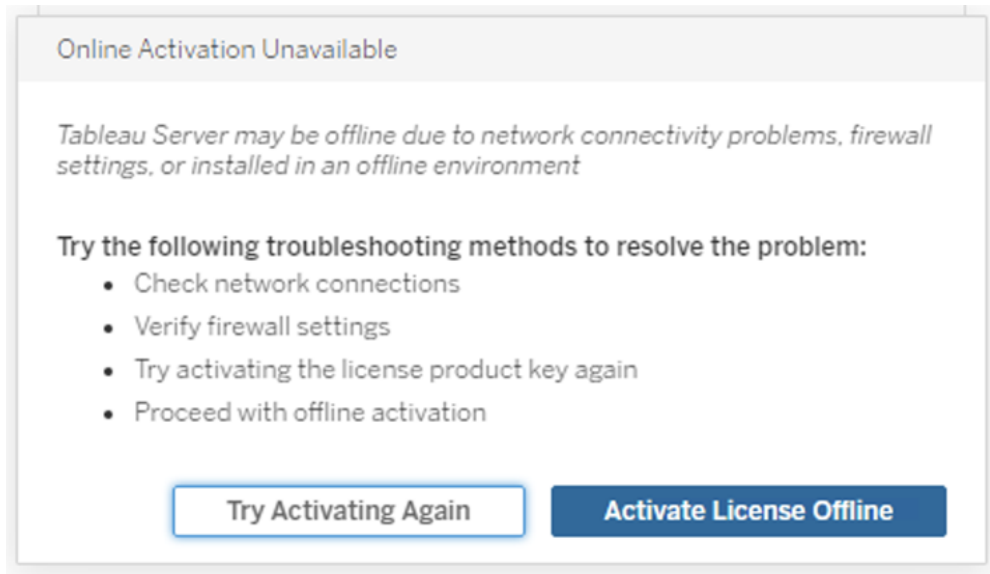 Online Activation Unavailable
Tableau Server may be offline due to network connectivity problems, firewall
settings, or installed in an offline environment
Try the following troubleshooting methods to resolve the problem:
• Check network connections
• Verify firewall settings
• Try activating the license product key again
• Proceed with offline activation
Try Activating Again
Activate License Offline